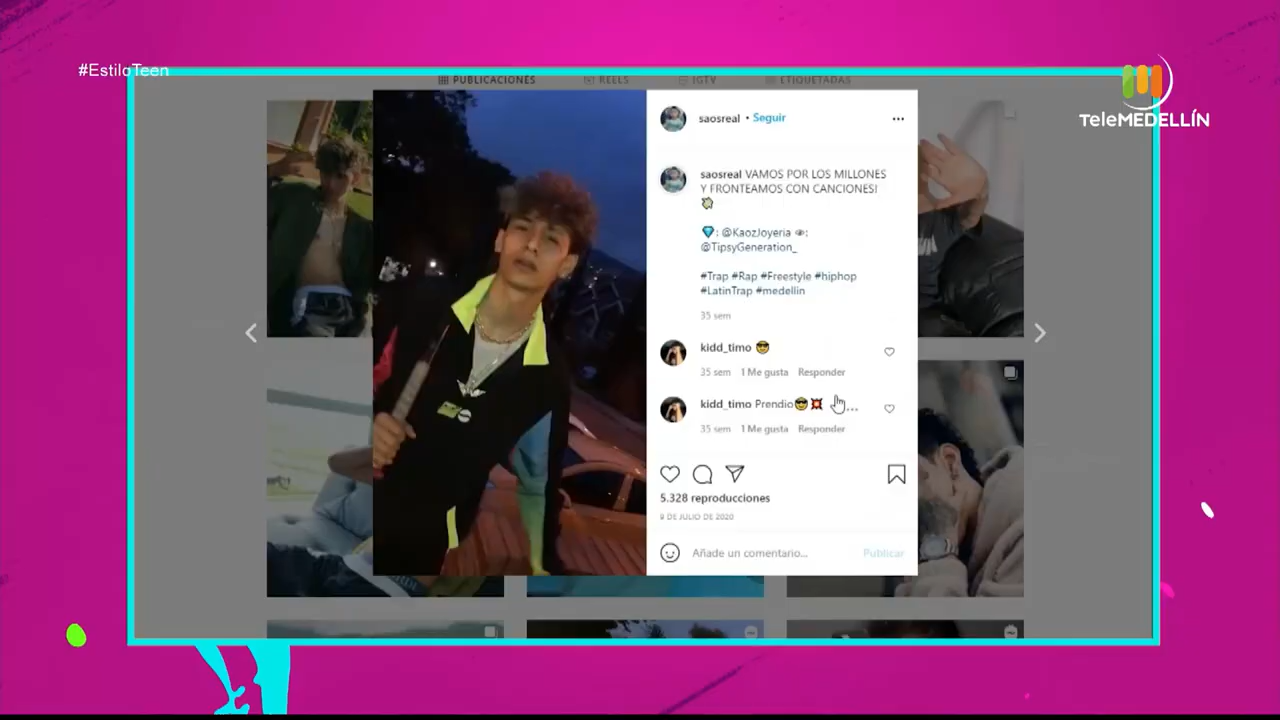 #EstiloTeen
TeleMEDELLÍN
PUBLICACIONES REELS IGTV ETIQUETADAS
saosreal • Seguir
saosreal VAMOS POR LOS MILLONES
Y FRONTEAMOS CON CANCIONES!
💎: @KaozJoyeria 👁:
@TipsyGeneration_
#Trap #Rap #Freestyle #hiphop
#LatinTrap #medellin
35 sem
kidd_timo 😎
35 sem 1 Me gusta Responder
kidd_timo Prendio😎💥 ...
35 sem 1 Me gusta Responder
5.328 reproducciones
9 DE JULIO DE 2020
Añade un comentario... Publicar